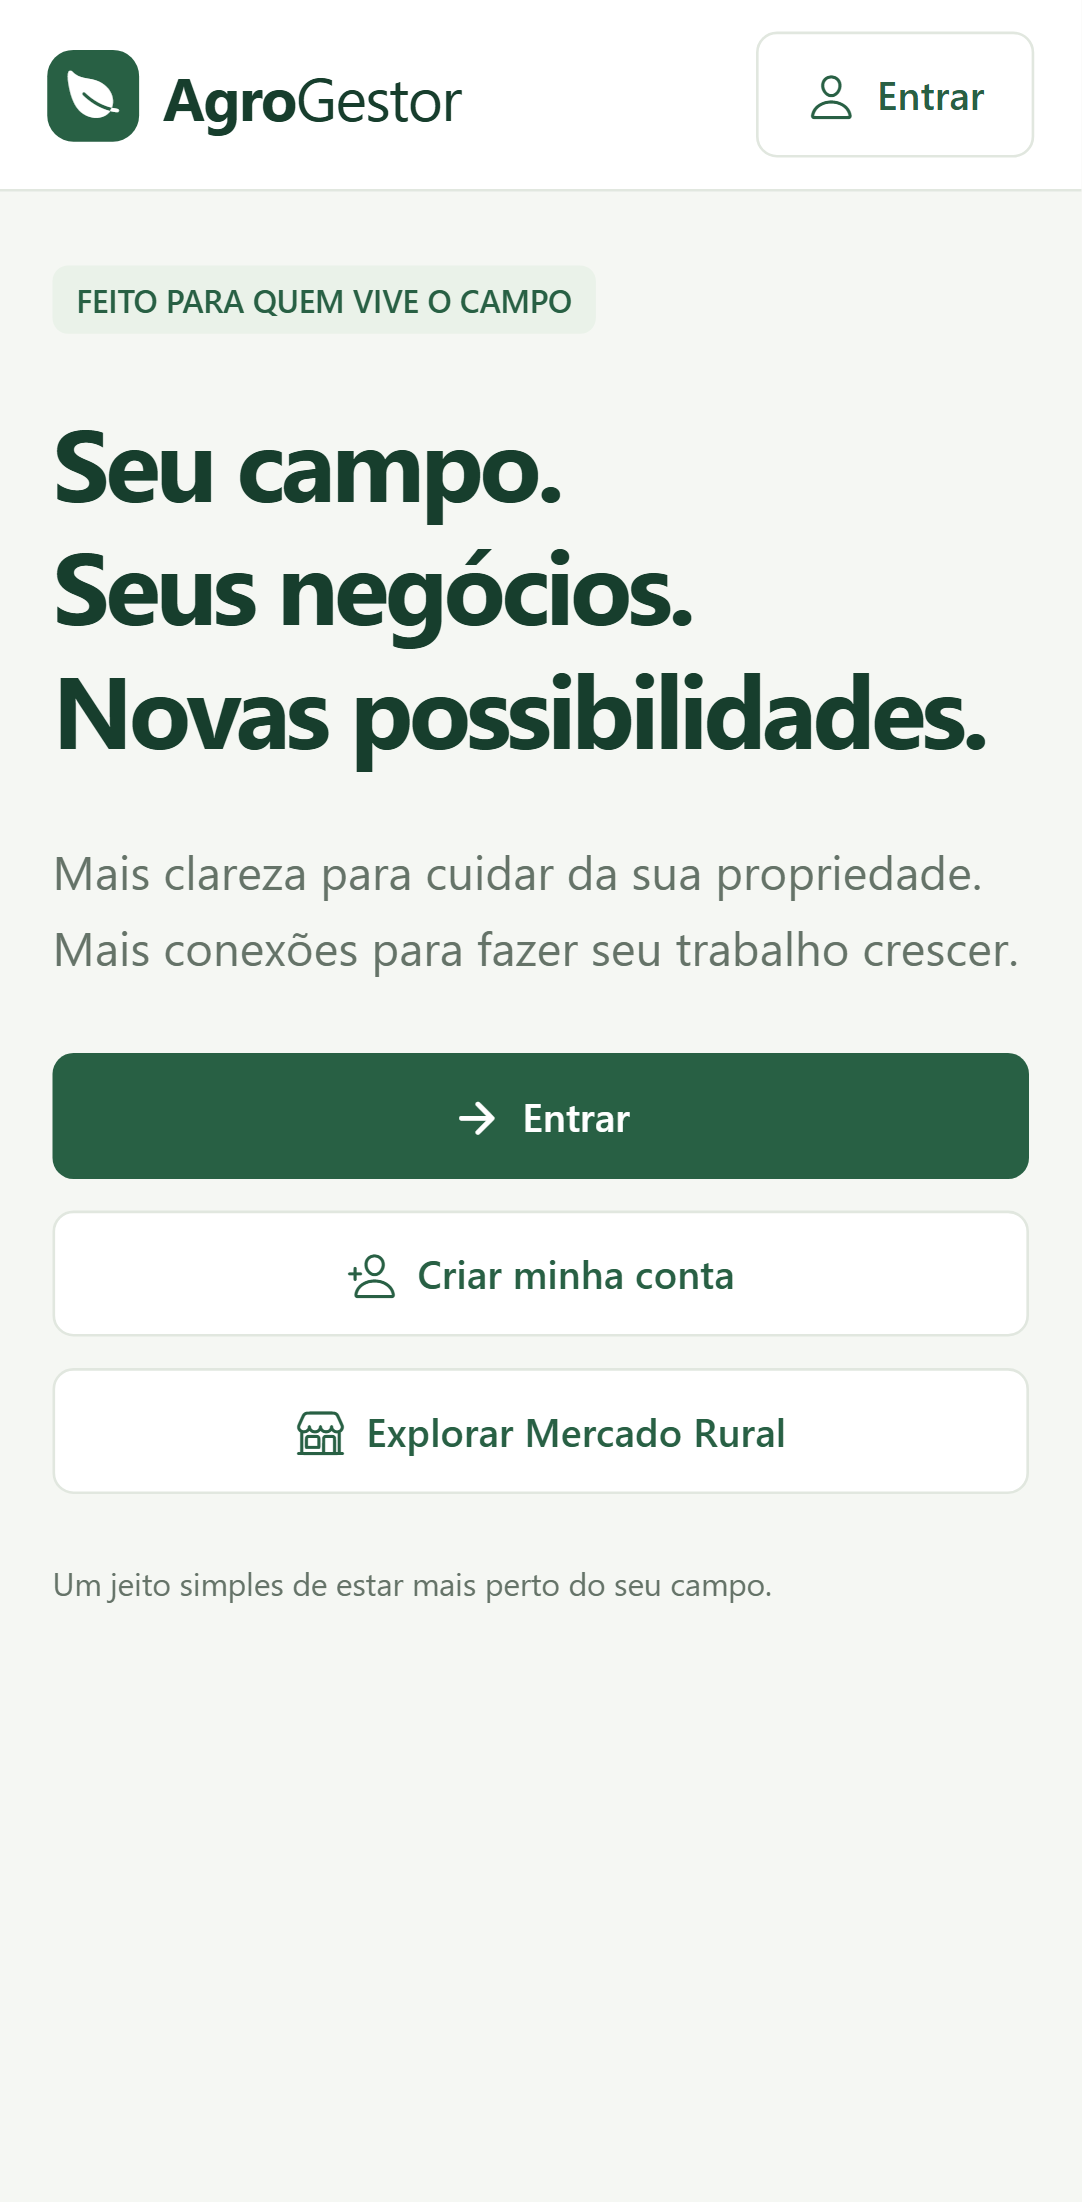 AgroGestor
Entrar
FEITO PARA QUEM VIVE O CAMPO
Seu campo.
Seus negócios.
Novas possibilidades.
Mais clareza para cuidar da sua propriedade.
Mais conexões para fazer seu trabalho crescer.
Entrar
Criar minha conta
Explorar Mercado Rural
Um jeito simples de estar mais perto do seu campo.